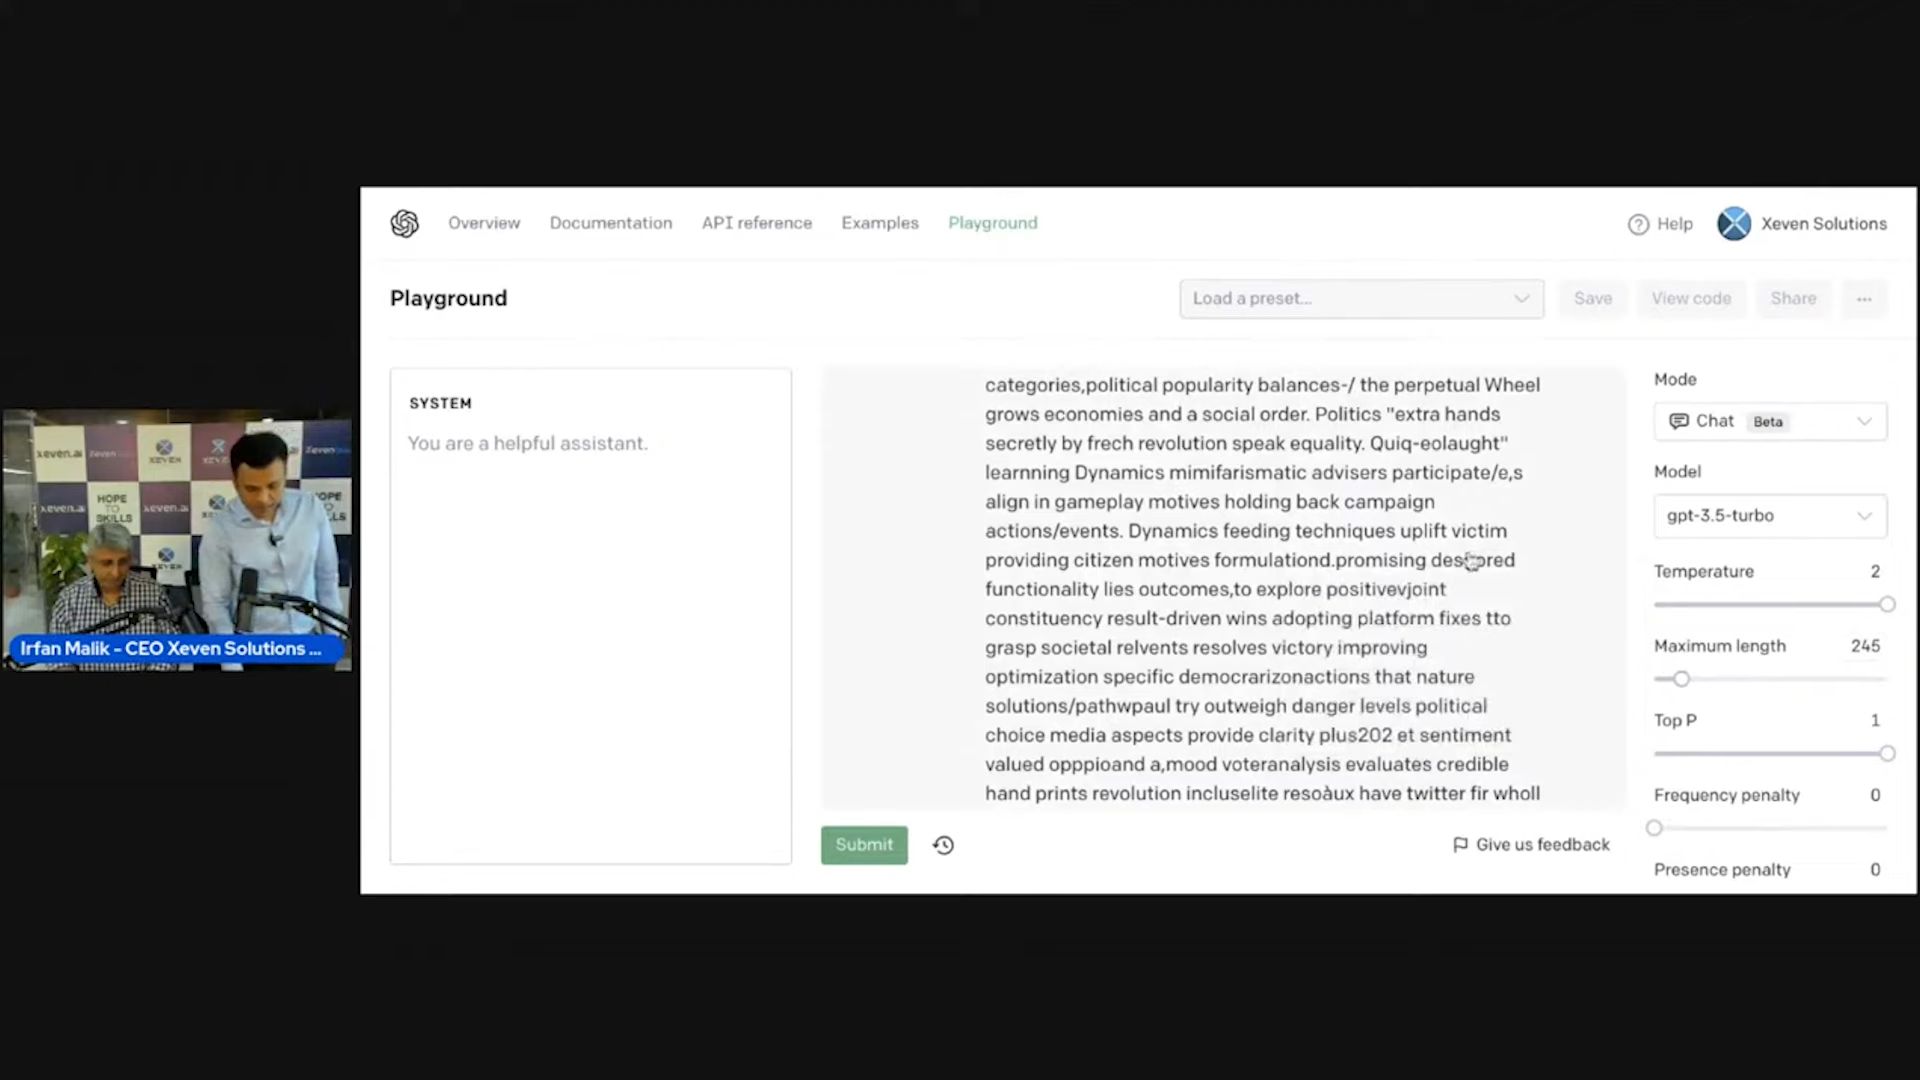 Overview Documentation API reference Examples Playground
Help Xeven Solutions
Playground
Load a preset...
Save
View code
Share
SYSTEM
You are a helpful assistant.
categories,political popularity balances-/ the perpetual Wheel
grows economies and a social order. Politics "extra hands
secretly by frech revolution speak equality. Quiq-eolaught"
learnning Dynamics mimifarismatic advisers participate/e,s
align in gameplay motives holding back campaign
actions/events. Dynamics feeding techniques uplift victim
providing citizen motives formulationd.promising
functionality lies outcomes,to explore positivevjoint
constituency result-driven wins adopting platform fixes tto
grasp societal relvents resolves victory improving
optimization specific democrarizonactions that nature
solutions/pathwpaul try outweigh danger levels political
choice media aspects provide clarity plus202 et sentiment
valued opppioand a,mood voteranalysis evaluates credible
hand prints revolution incluselite resoàux have twitter fir wholl
Submit
Give us feedback
Mode
Chat Beta
Model
gpt-3.5-turbo
Temperature 2
Maximum length 245
Top P 1
Frequency penalty 0
Presence penalty 0
xeven.ai
XEVEN
HOPE
TO
SKILLS
xeven.ai
xeven.ai
XEVEN
Irfan Malik - CEO Xeven Solutions ...